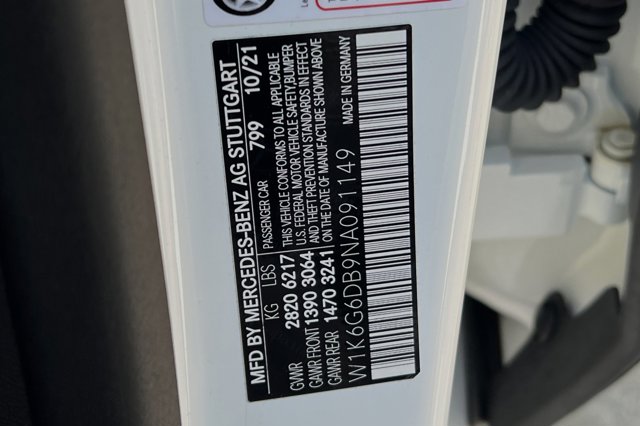 MFD BY MERCEDES-BENZ AG STUTTGART
799 10/21
KG LBS PASSENGER CAR
GVWR 2820 6217 THIS VEHICLE CONFORMS TO ALL APPLICABLE
U.S. FEDERAL MOTOR VEHICLE SAFETY, BUMPER
GAWR FRONT 1390 3064 AND THEFT PREVENTION STANDARDS IN EFFECT
GAWR REAR 1470 3241 ON THE DATE OF MANUFACTURE SHOWN ABOVE
W1K6G6DB9NA091149 MADE IN GERMANY